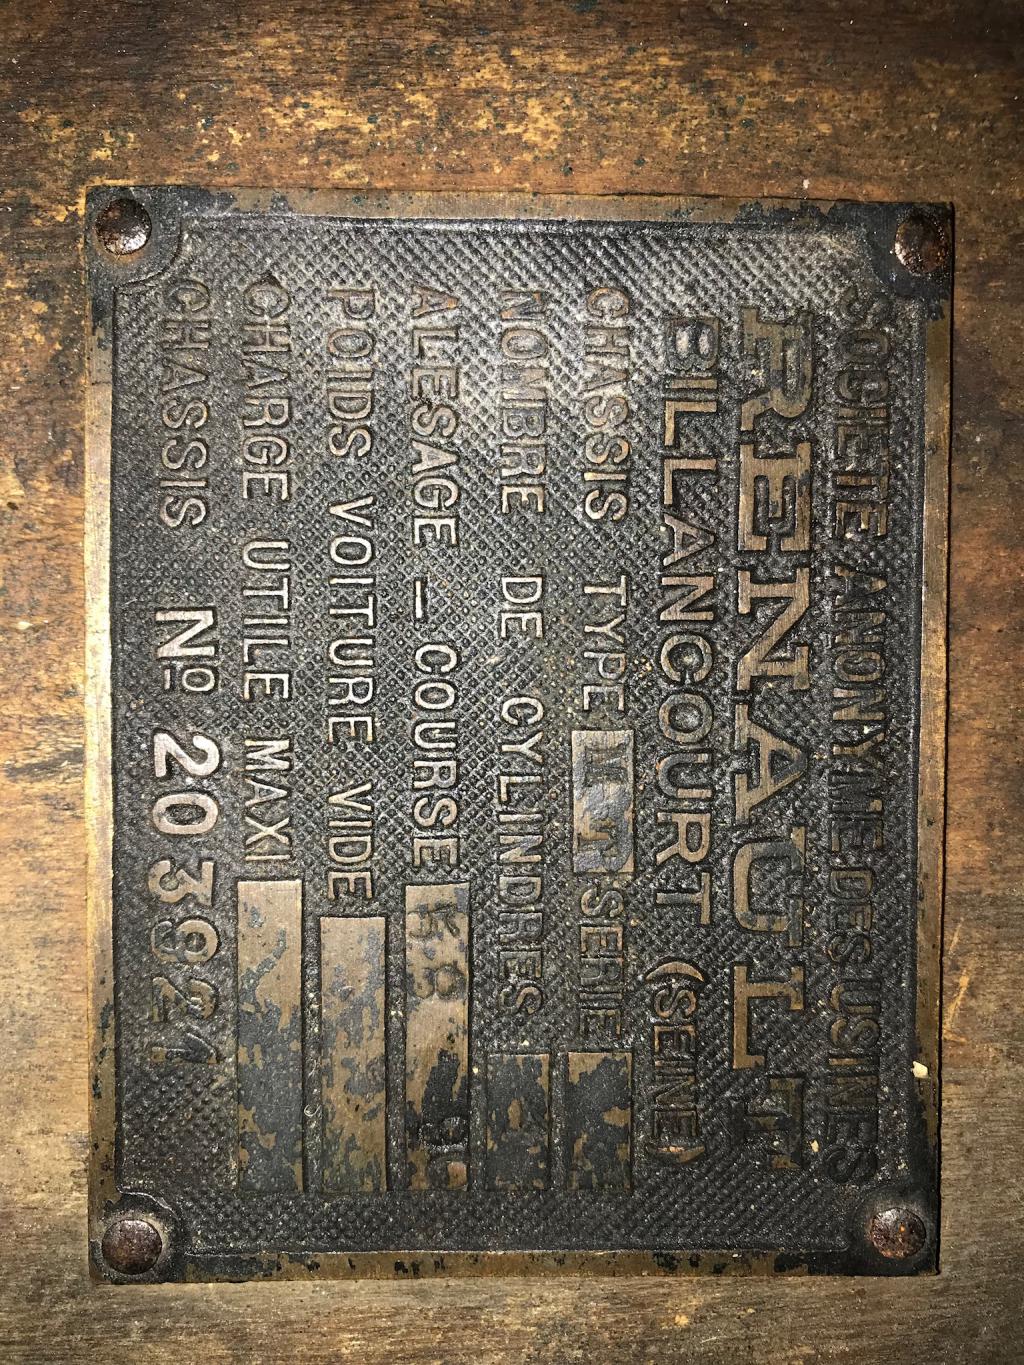 SOCIETE ANONYME DES USINES
RENAULT
BILLANCOURT (SEINE)
CHASSIS TYPE SERIE
NOMBRE DE CYLINDRES
ALESAGE - COURSE
POIDS VOITURE VIDE
CHARGE UTILE MAXI
CHASSIS Nº 203821